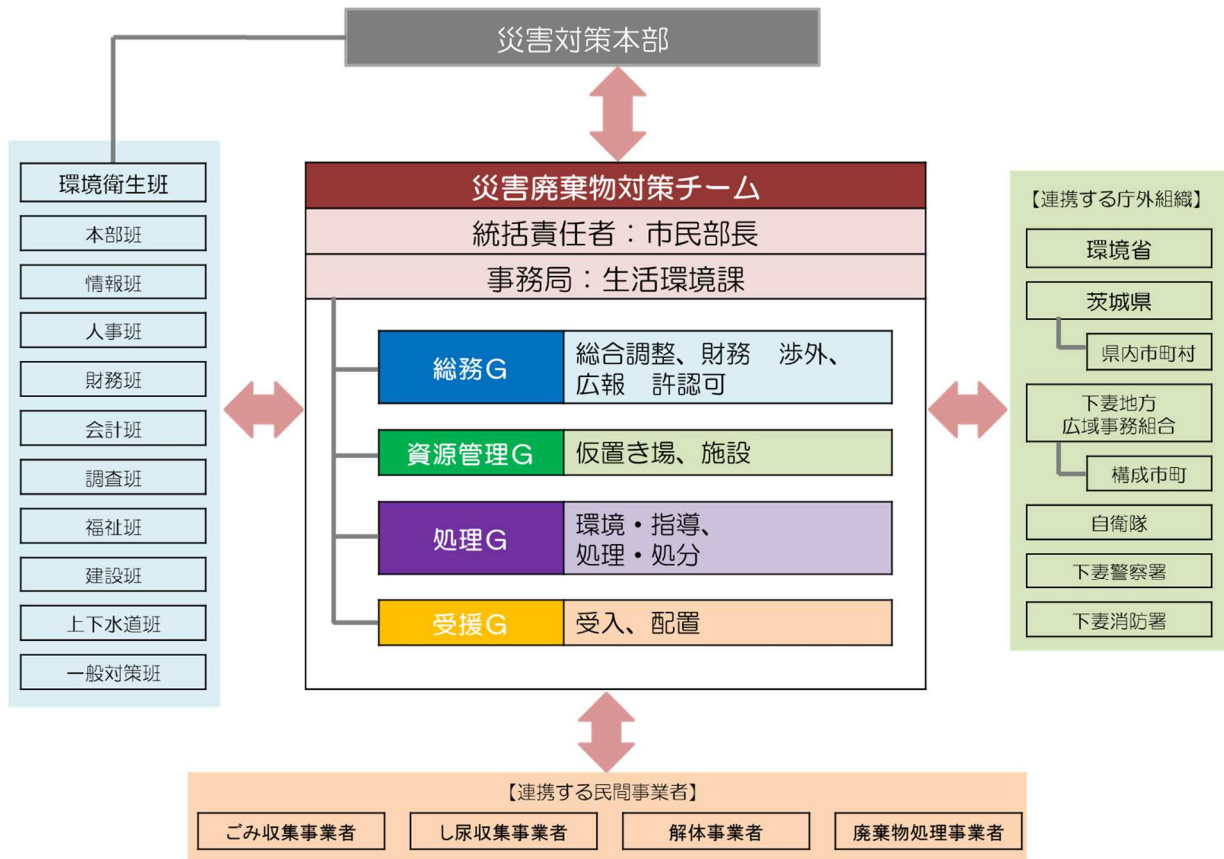 災害対策本部
環境衛生班
本部班
情報班
人事班
財務班
会計班
調査班
福祉班
建設班
上下水道班
一般対策班
災害廃棄物対策チーム
統括責任者：市民部長
事務局：生活環境課
総務G
総合調整、財務　渉外、
広報　許認可
資源管理G
仮置き場、施設
処理G
環境・指導、
処理・処分
受援G
受入、配置
【連携する庁外組織】
環境省
茨城県
県内市町村
下妻地方
広域事務組合
構成市町
自衛隊
下妻警察署
下妻消防署
【連携する民間事業者】
ごみ収集事業者
し尿収集事業者
解体事業者
廃棄物処理事業者